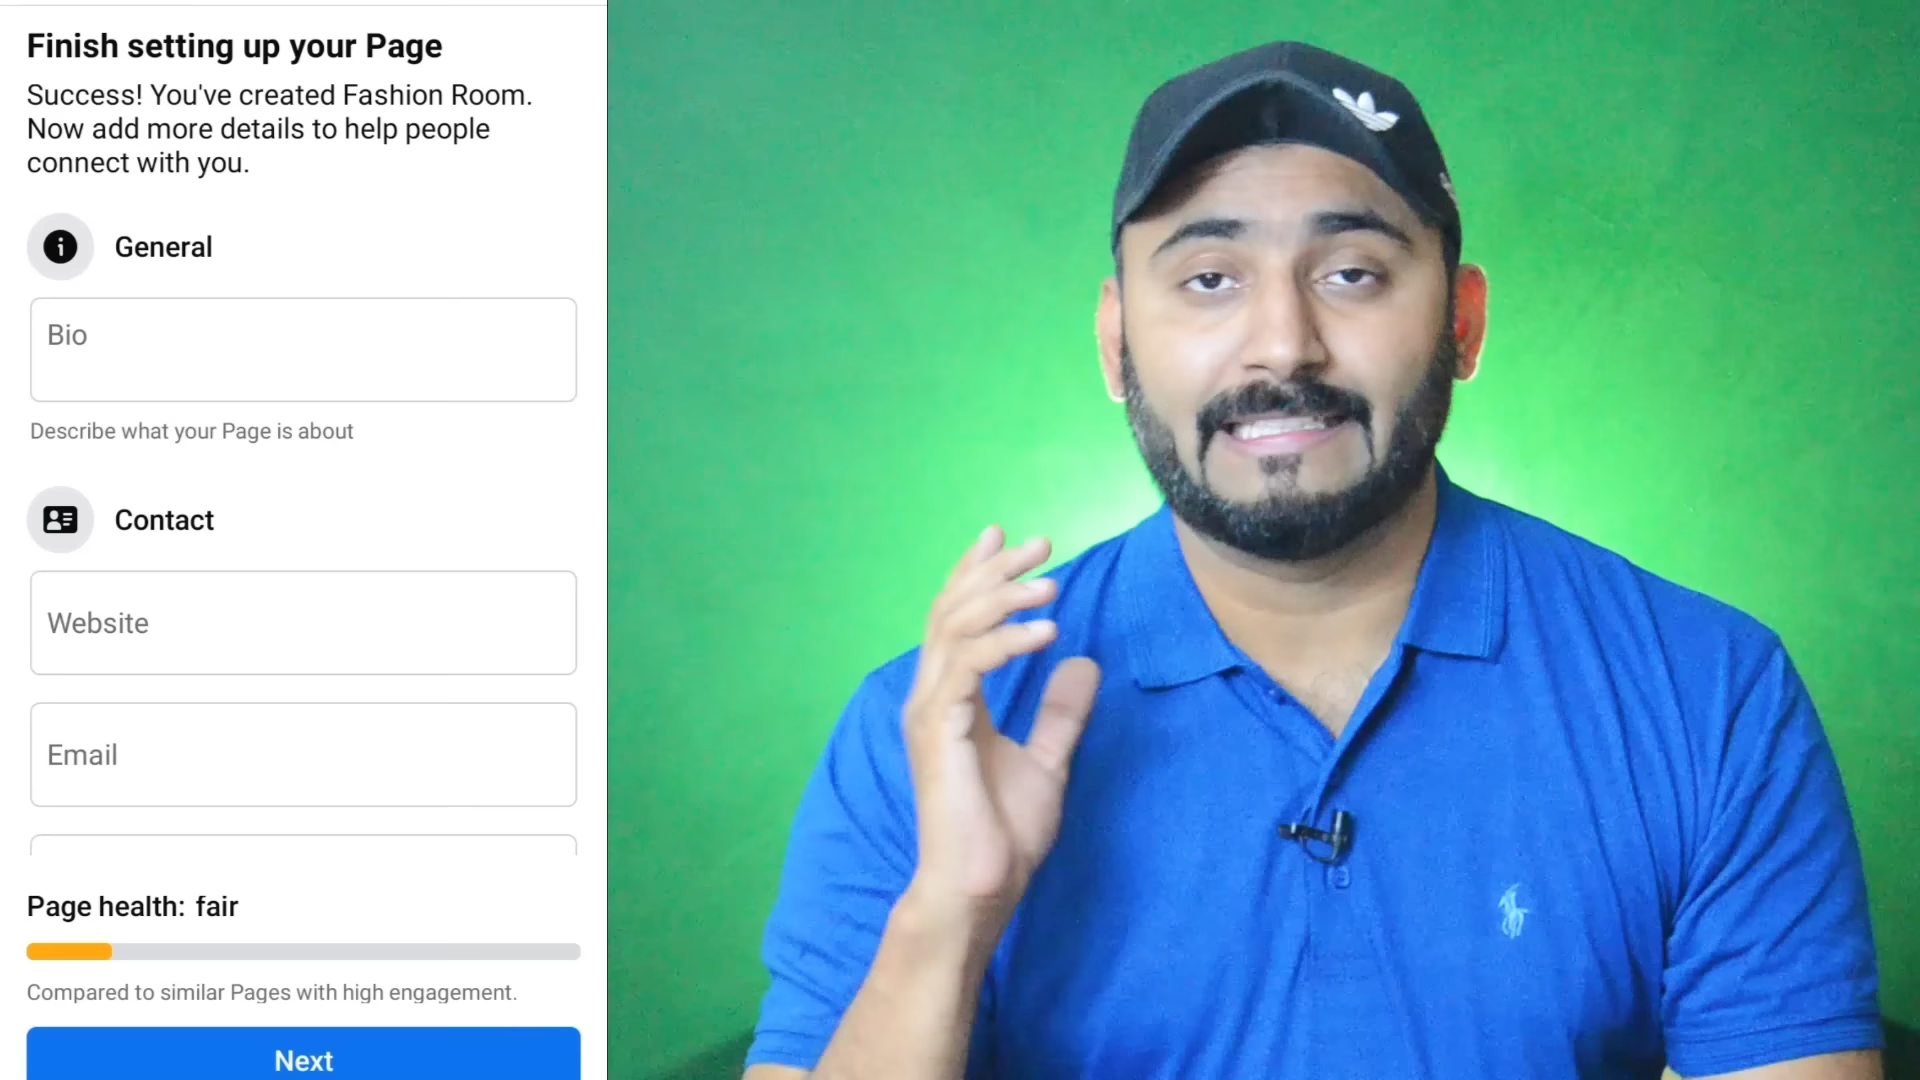 Finish setting up your Page
Success! You've created Fashion Room.
Now add more details to help people
connect with you.
General
Bio
Describe what your Page is about
Contact
Website
Email
Page health: fair
Compared to similar Pages with high engagement.
Next